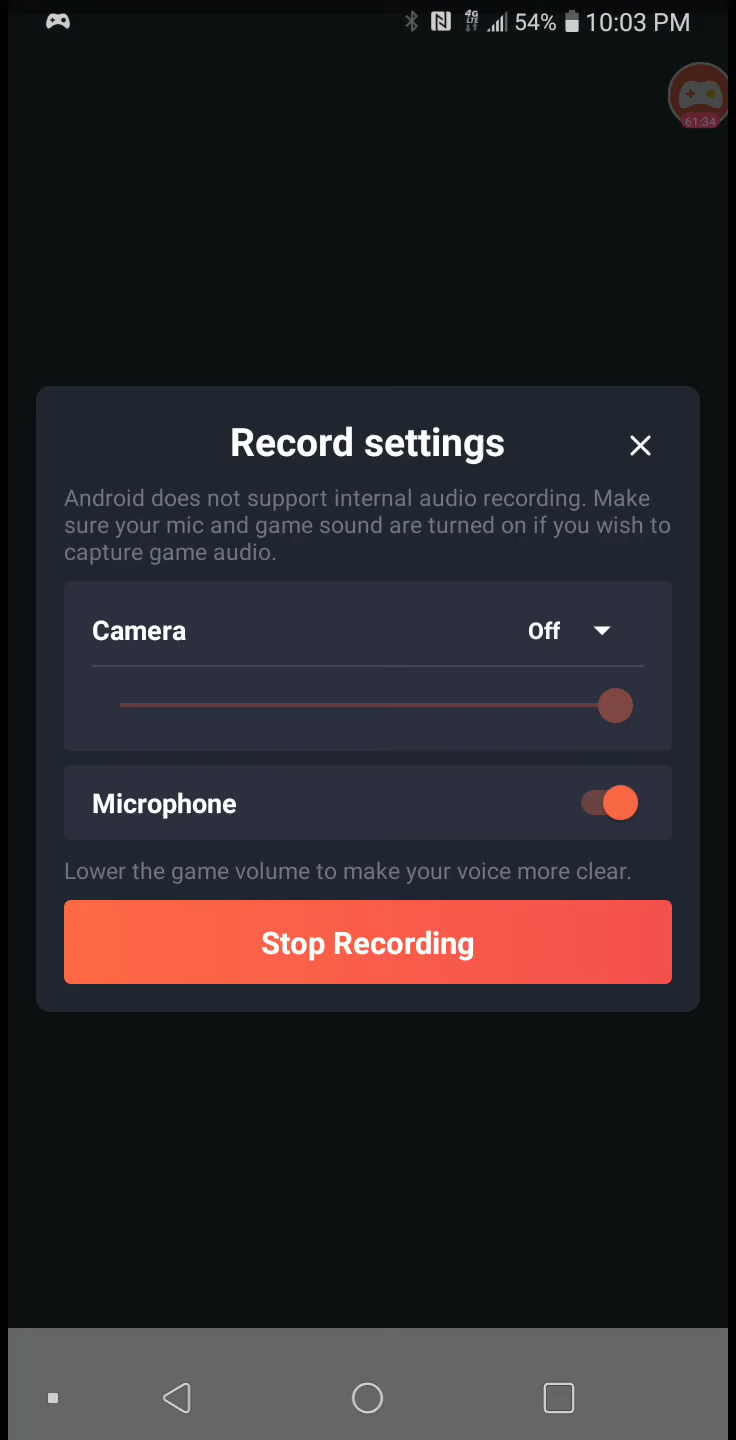 4G LTE 54% 10:03 PM
61:34
Record settings
Android does not support internal audio recording. Make
sure your mic and game sound are turned on if you wish to
capture game audio.
Camera Off
Microphone
Lower the game volume to make your voice more clear.
Stop Recording